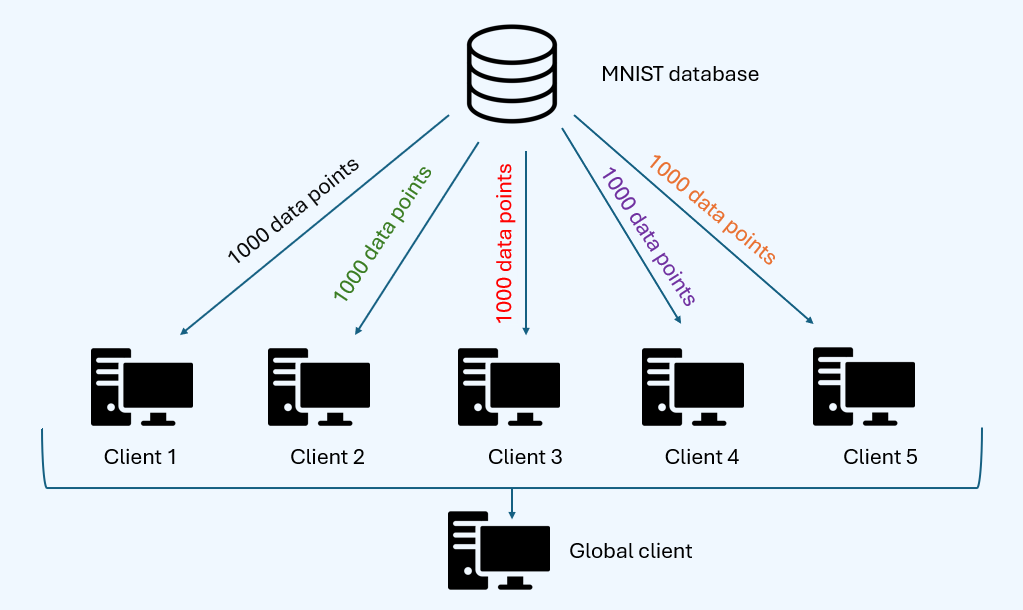 MNIST database
1000 data points
1000 data points
1000 data points
1000 data points
1000 data points
Client 1
Client 2
Client 3
Client 4
Client 5
Global client